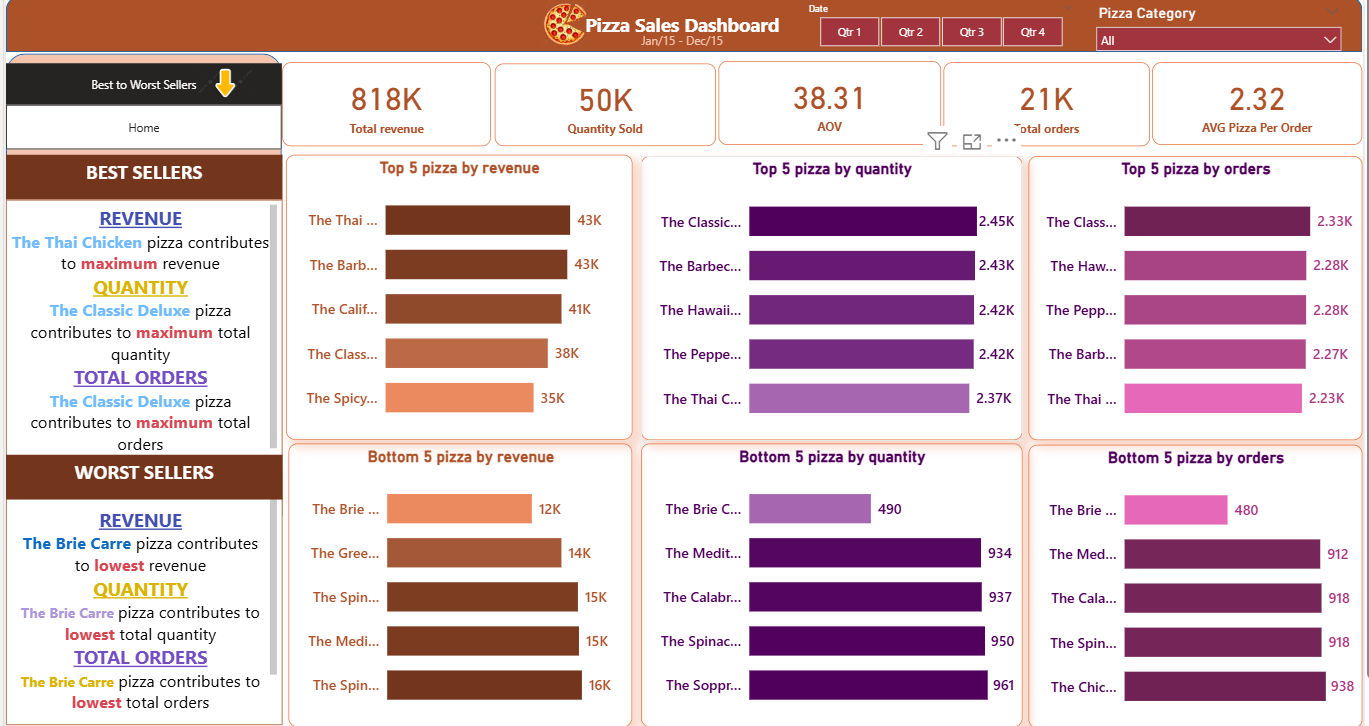 Pizza Sales Dashboard
Jan/15 - Dec/15
Date
Qtr 1
Qtr 2
Qtr 3
Qtr 4
Pizza Category
All
Best to Worst Sellers
Home
818K
Total revenue
50K
Quantity Sold
38.31
AOV
21K
Total orders
2.32
AVG Pizza Per Order
BEST SELLERS
REVENUE
The Thai Chicken pizza contributes
to maximum revenue
QUANTITY
The Classic Deluxe pizza
contributes to maximum total
quantity
TOTAL ORDERS
The Classic Deluxe pizza
contributes to maximum total
orders
WORST SELLERS
REVENUE
The Brie Carre pizza contributes
to lowest revenue
QUANTITY
The Brie Carre pizza contributes to
lowest total quantity
TOTAL ORDERS
The Brie Carre pizza contributes to
lowest total orders
Top 5 pizza by revenue
The Thai ... 43K
The Barb... 43K
The Calif... 41K
The Class... 38K
The Spicy... 35K
Top 5 pizza by quantity
The Classic... 2.45K
The Barbec... 2.43K
The Hawaii... 2.42K
The Peppe... 2.42K
The Thai C... 2.37K
Top 5 pizza by orders
The Class... 2.33K
The Haw... 2.28K
The Pepp... 2.28K
The Barb... 2.27K
The Thai ... 2.23K
Bottom 5 pizza by revenue
The Brie ... 12K
The Gree... 14K
The Spin... 15K
The Medi... 15K
The Spin... 16K
Bottom 5 pizza by quantity
The Brie C... 490
The Medit... 934
The Calabr... 937
The Spinac... 950
The Soppr... 961
Bottom 5 pizza by orders
The Brie ... 480
The Med... 912
The Cala... 918
The Spin... 918
The Chic... 938